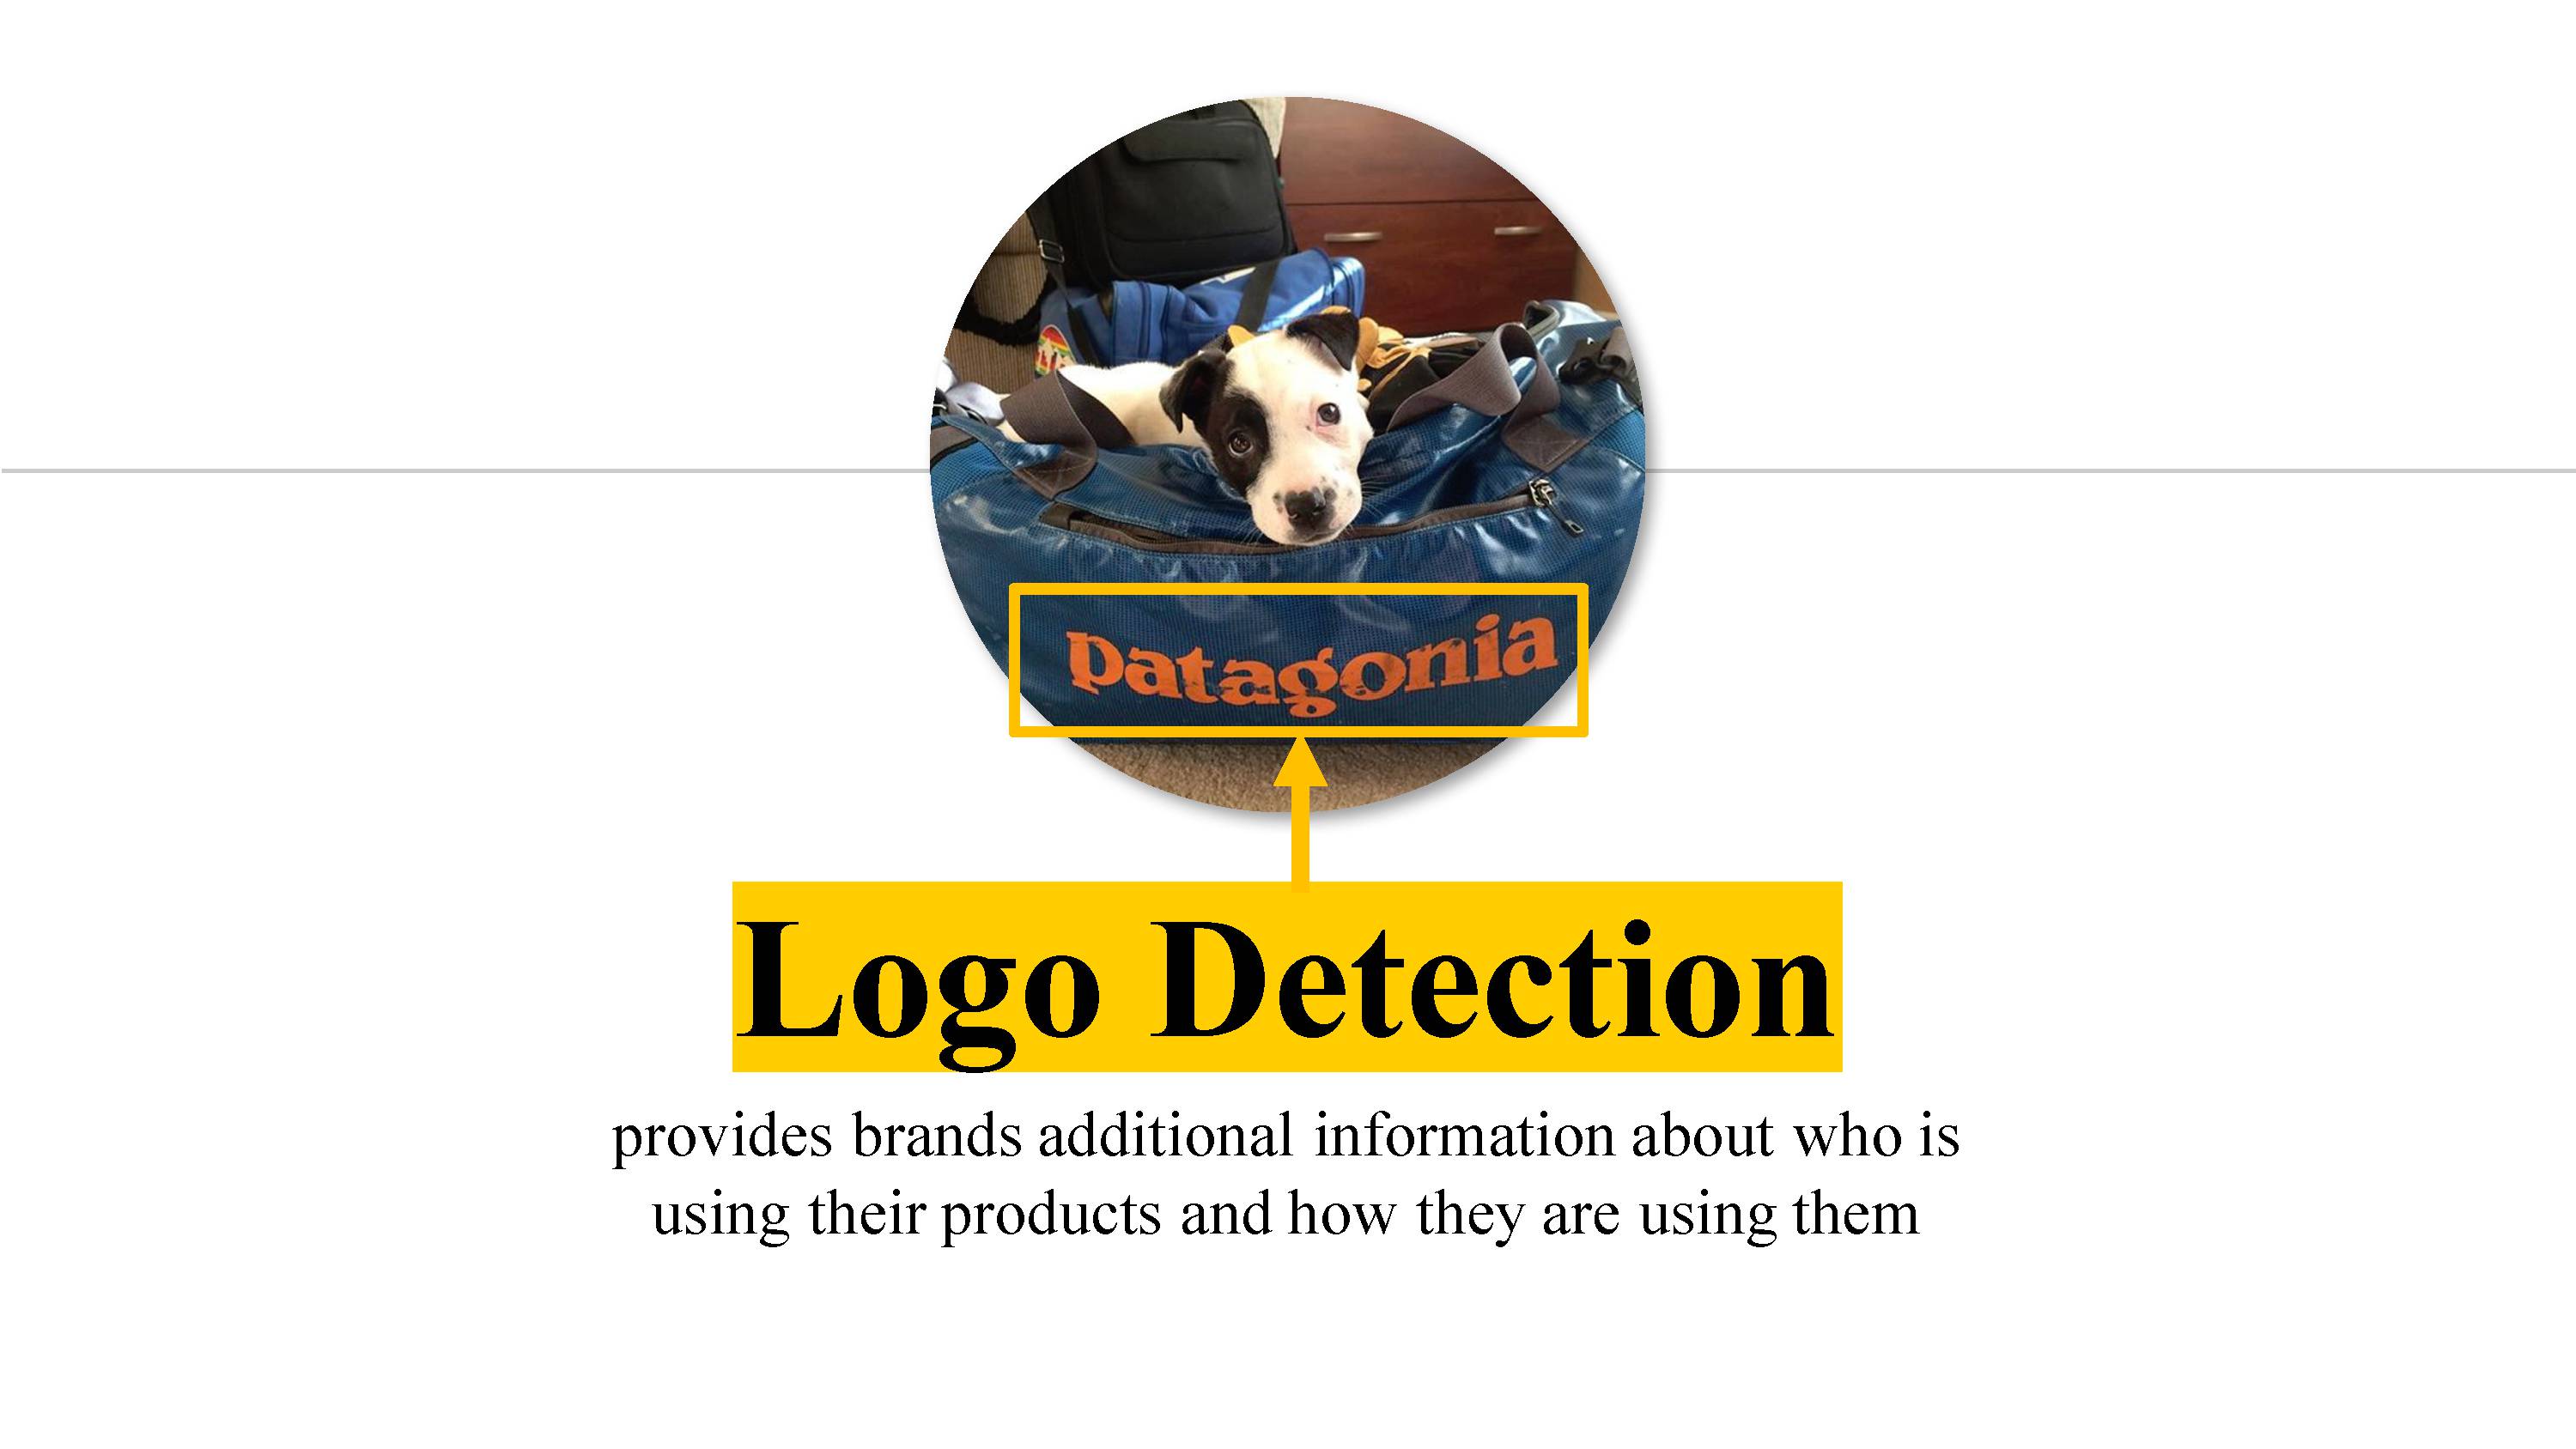 patagonia
Logo Detection
provides brands additional information about who is
using their products and how they are using them